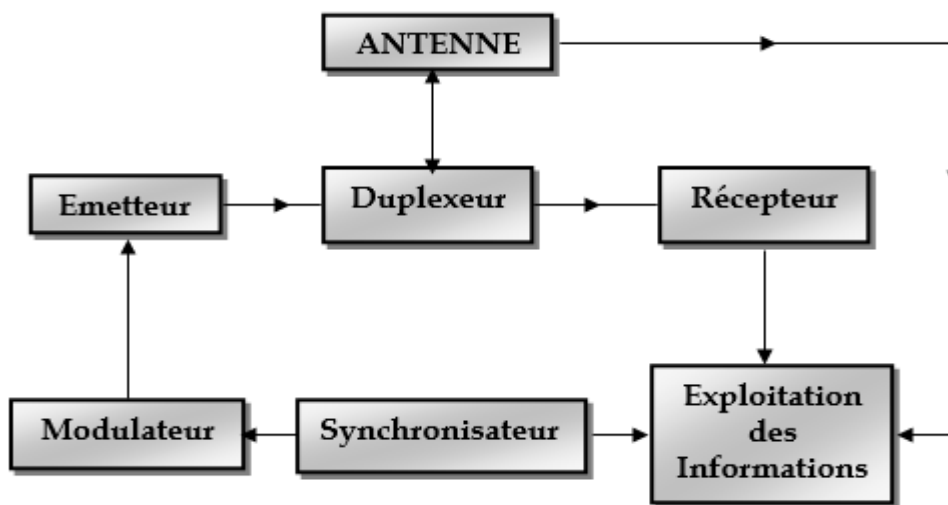 ANTENNE
Emetteur
Duplexeur
Récepteur
Modulateur
Synchronisateur
Exploitation
des
Informations